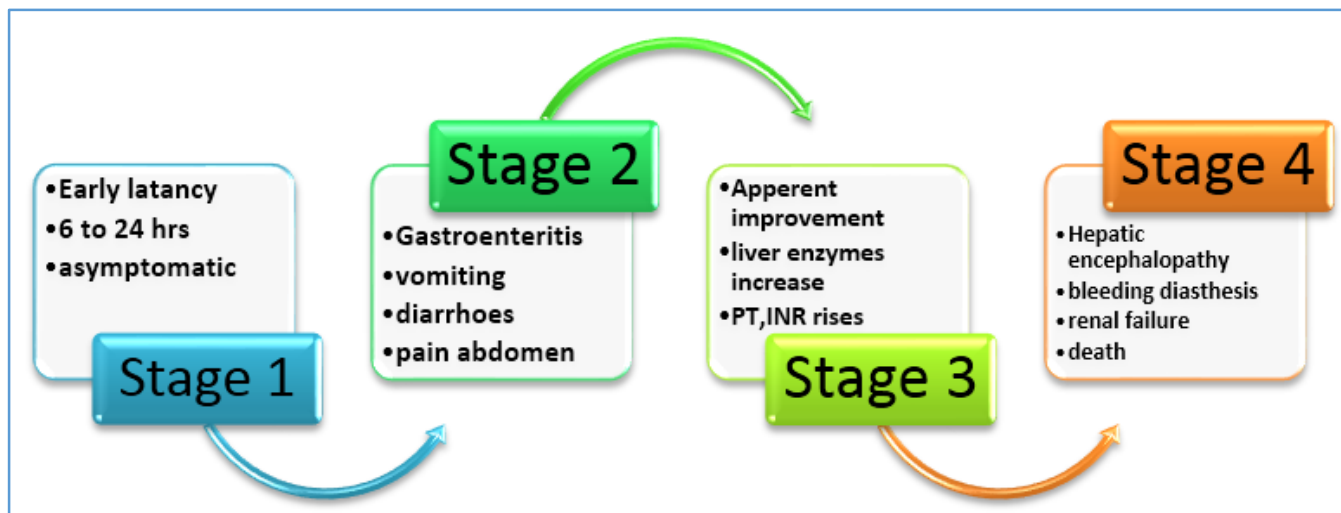 •Early latancy
•6 to 24 hrs
•asymptomatic
Stage 1
Stage 2
•Gastroenteritis
•vomiting
•diarrhoes
•pain abdomen
•Apperent
improvement
•liver enzymes
increase
•PT,INR rises
Stage 3
Stage 4
•Hepatic
encephalopathy
•bleeding diasthesis
•renal failure
•death